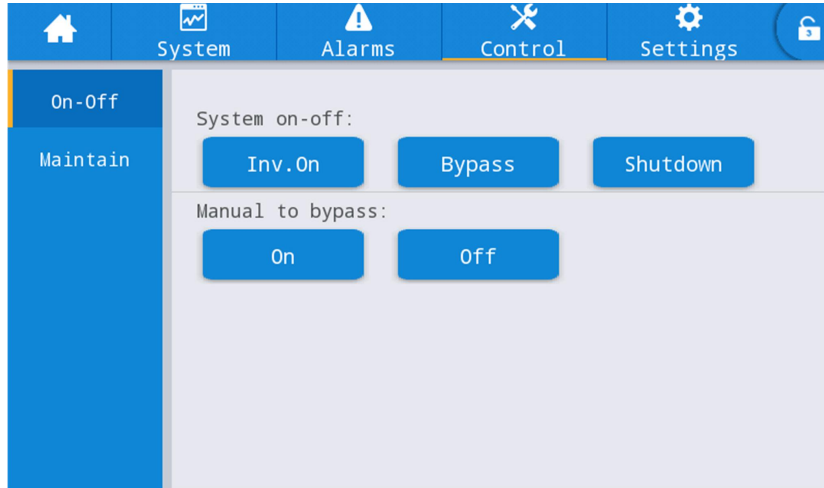 System Alarms Control Settings
3
On-Off
Maintain
System on-off:
Inv.On Bypass Shutdown
Manual to bypass:
On Off